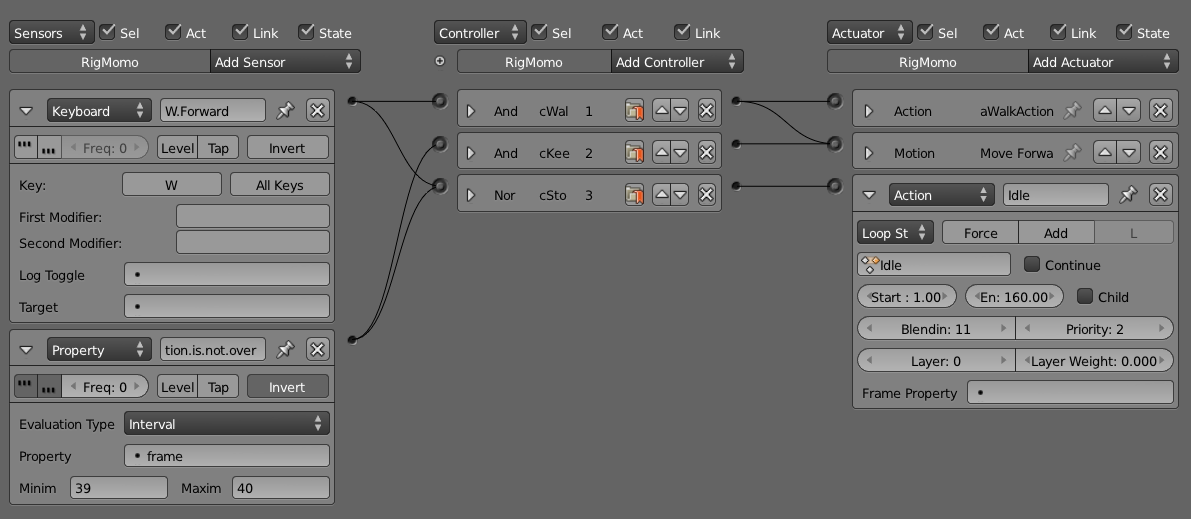 Sensors Sel Act Link State
RigMomo Add Sensor
Keyboard W.Forward
Freq: 0 Level Tap Invert
Key: W All Keys
First Modifier:
Second Modifier:
Log Toggle
Target
Property tion.is.not.over
Freq: 0 Level Tap Invert
Evaluation Type Interval
Property frame
Minim 39 Maxim 40
Controller Sel Act Link
RigMomo Add Controller
And cWal 1
And cKee 2
Nor cSto 3
Actuator Sel Act Link State
RigMomo Add Actuator
Action aWalkAction
Motion Move Forwa
Action Idle
Loop St Force Add L
Idle Continue
Start : 1.00 En: 160.00 Child
Blendin: 11 Priority: 2
Layer: 0 Layer Weight: 0.000
Frame Property